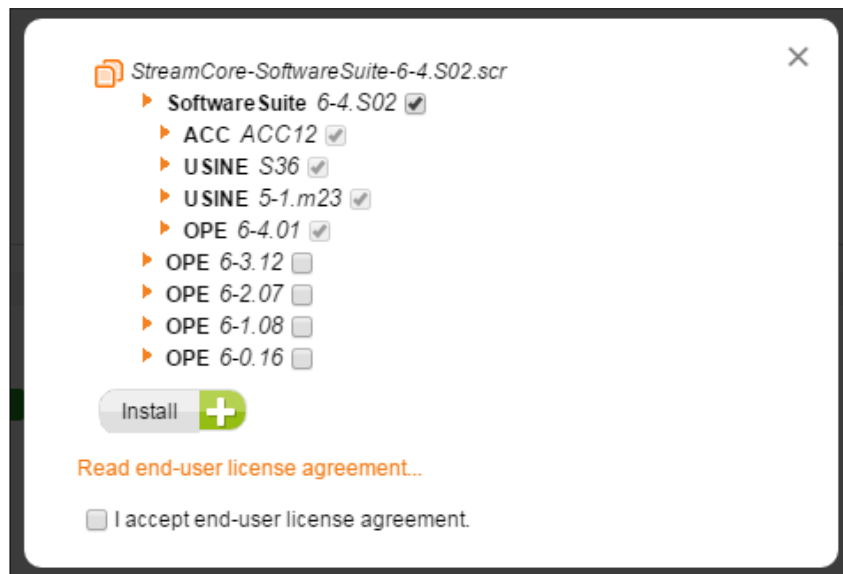 StreamCore-SoftwareSuite-6-4.S02.scr
SoftwareSuite 6-4.S02
ACC ACC12
USINE S36
USINE 5-1.m23
OPE 6-4.01
OPE 6-3.12
OPE 6-2.07
OPE 6-1.08
OPE 6-0.16
Install
Read end-user license agreement...
I accept end-user license agreement.